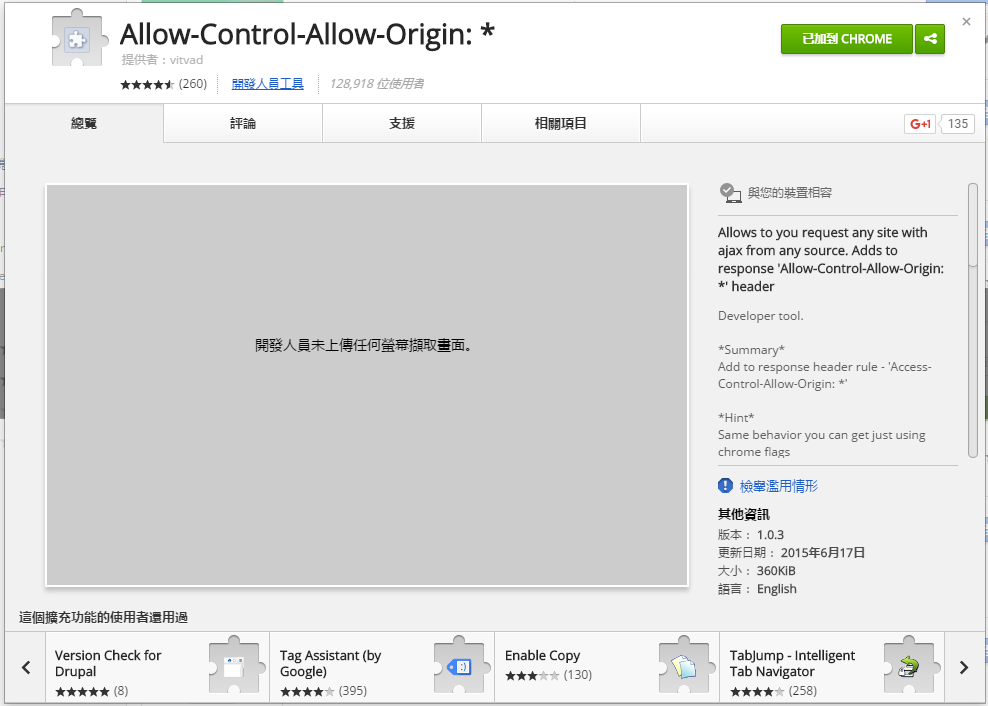 Allow-Control-Allow-Origin: *
提供者：vitvad
(260)
開發人員工具
128,918 位使用者
已加到 CHROME
總覽
評論
支援
相關項目
G+1
135
開發人員未上傳任何螢幕擷取畫面。
與您的裝置相容
Allows to you request any site with
ajax from any source. Adds to
response 'Allow-Control-Allow-Origin:
*' header
Developer tool.
*Summary*
Add to response header rule - 'Access-
Control-Allow-Origin: *'
*Hint*
Same behavior you can get just using
chrome flags
檢舉濫用情形
其他資訊
版本： 1.0.3
更新日期： 2015年6月17日
大小： 360KiB
語言： English
這個擴充功能的使用者還用過
Version Check for
Drupal
(8)
Tag Assistant (by
Google)
(395)
Enable Copy
(130)
TabJump - Intelligent
Tab Navigator
(258)